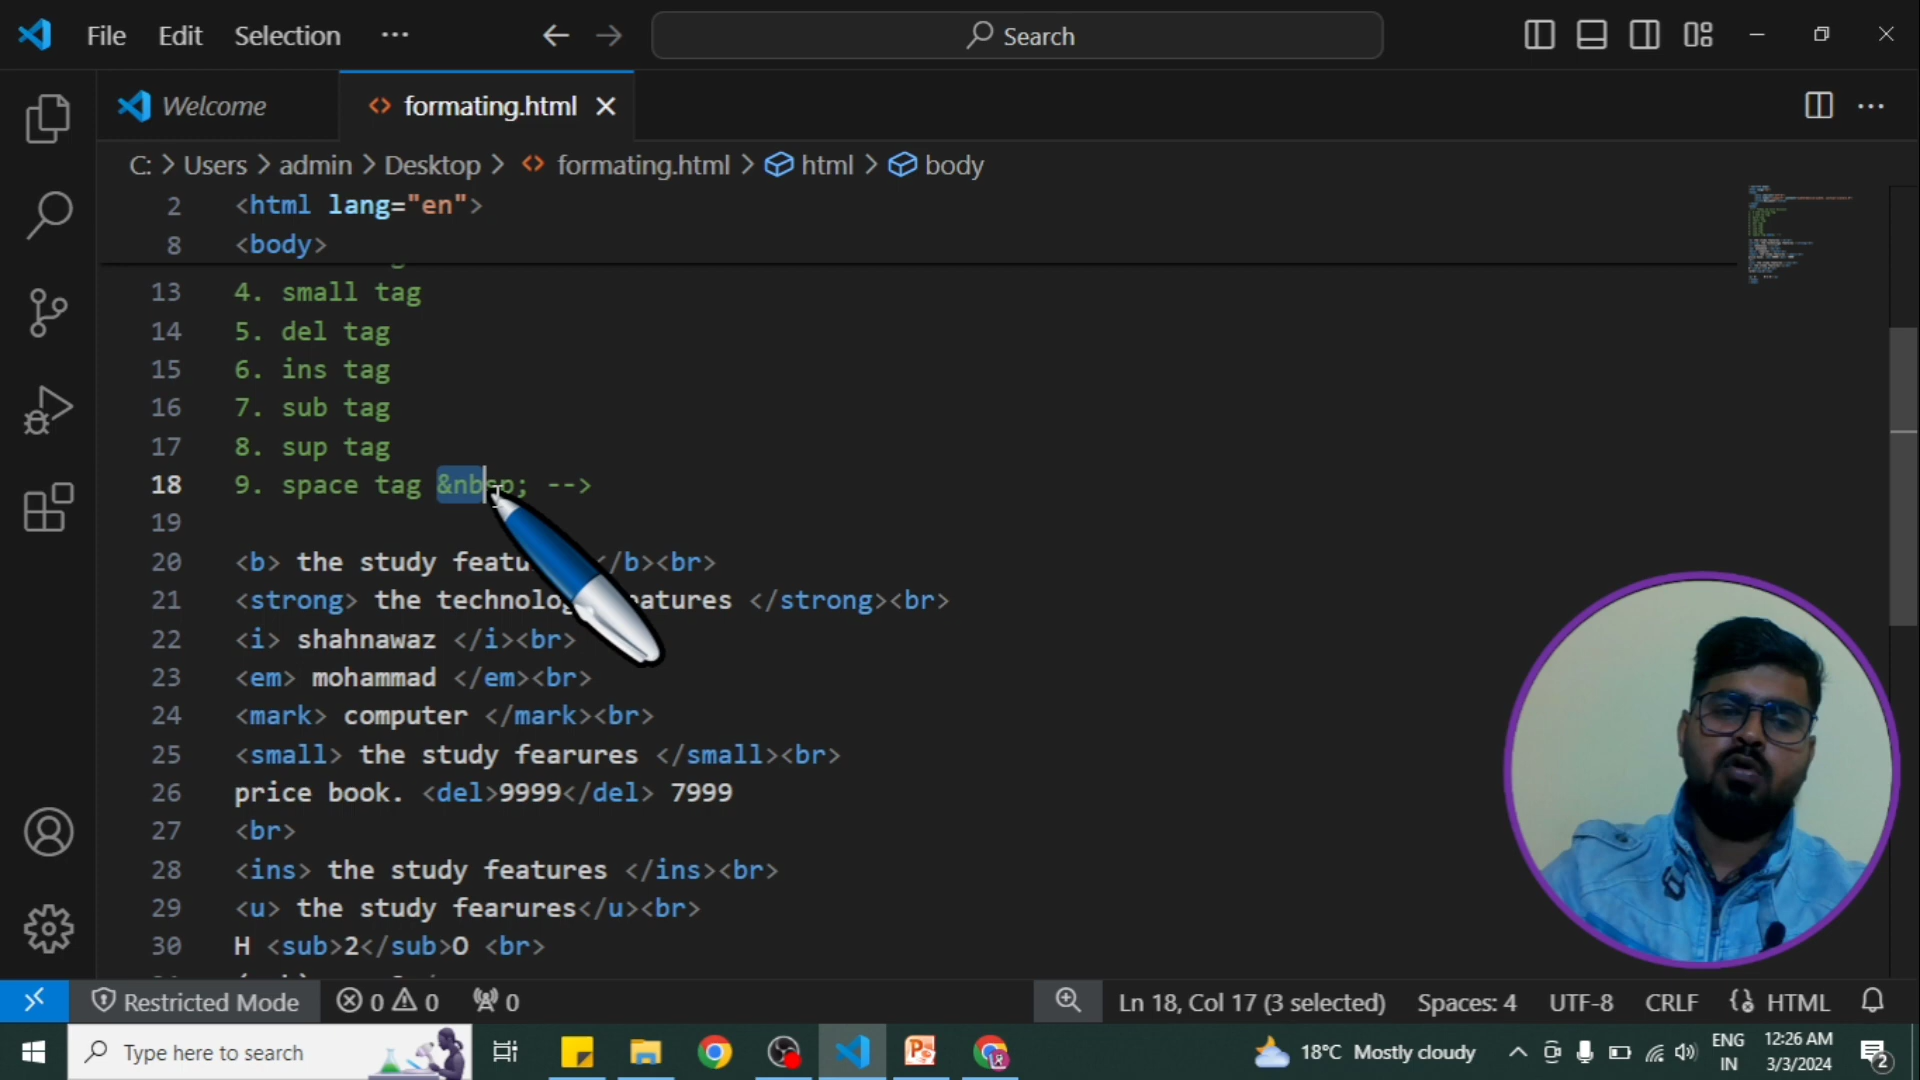 File Edit Selection ··· Search
Welcome formating.html
C: > Users > admin > Desktop > formating.html > html > body
2 <html lang="en">
8 <body>
13 4. small tag
14 5. del tag
15 6. ins tag
16 7. sub tag
17 8. sup tag
18 9. space tag &nbsp; -->
19
20 <b> the study featu /b><br>
21 <strong> the technolog eatures </strong><br>
22 <i> shahnawaz </i><br>
23 <em> mohammad </em><br>
24 <mark> computer </mark><br>
25 <small> the study fearures </small><br>
26 price book. <del>9999</del> 7999
27 <br>
28 <ins> the study features </ins><br>
29 <u> the study fearures</u><br>
30 H <sub>2</sub>O <br>
Restricted Mode 0 0 0 Ln 18, Col 17 (3 selected) Spaces: 4 UTF-8 CRLF HTML
Type here to search 18°C Mostly cloudy ENG IN 12:26 AM 3/3/2024 2